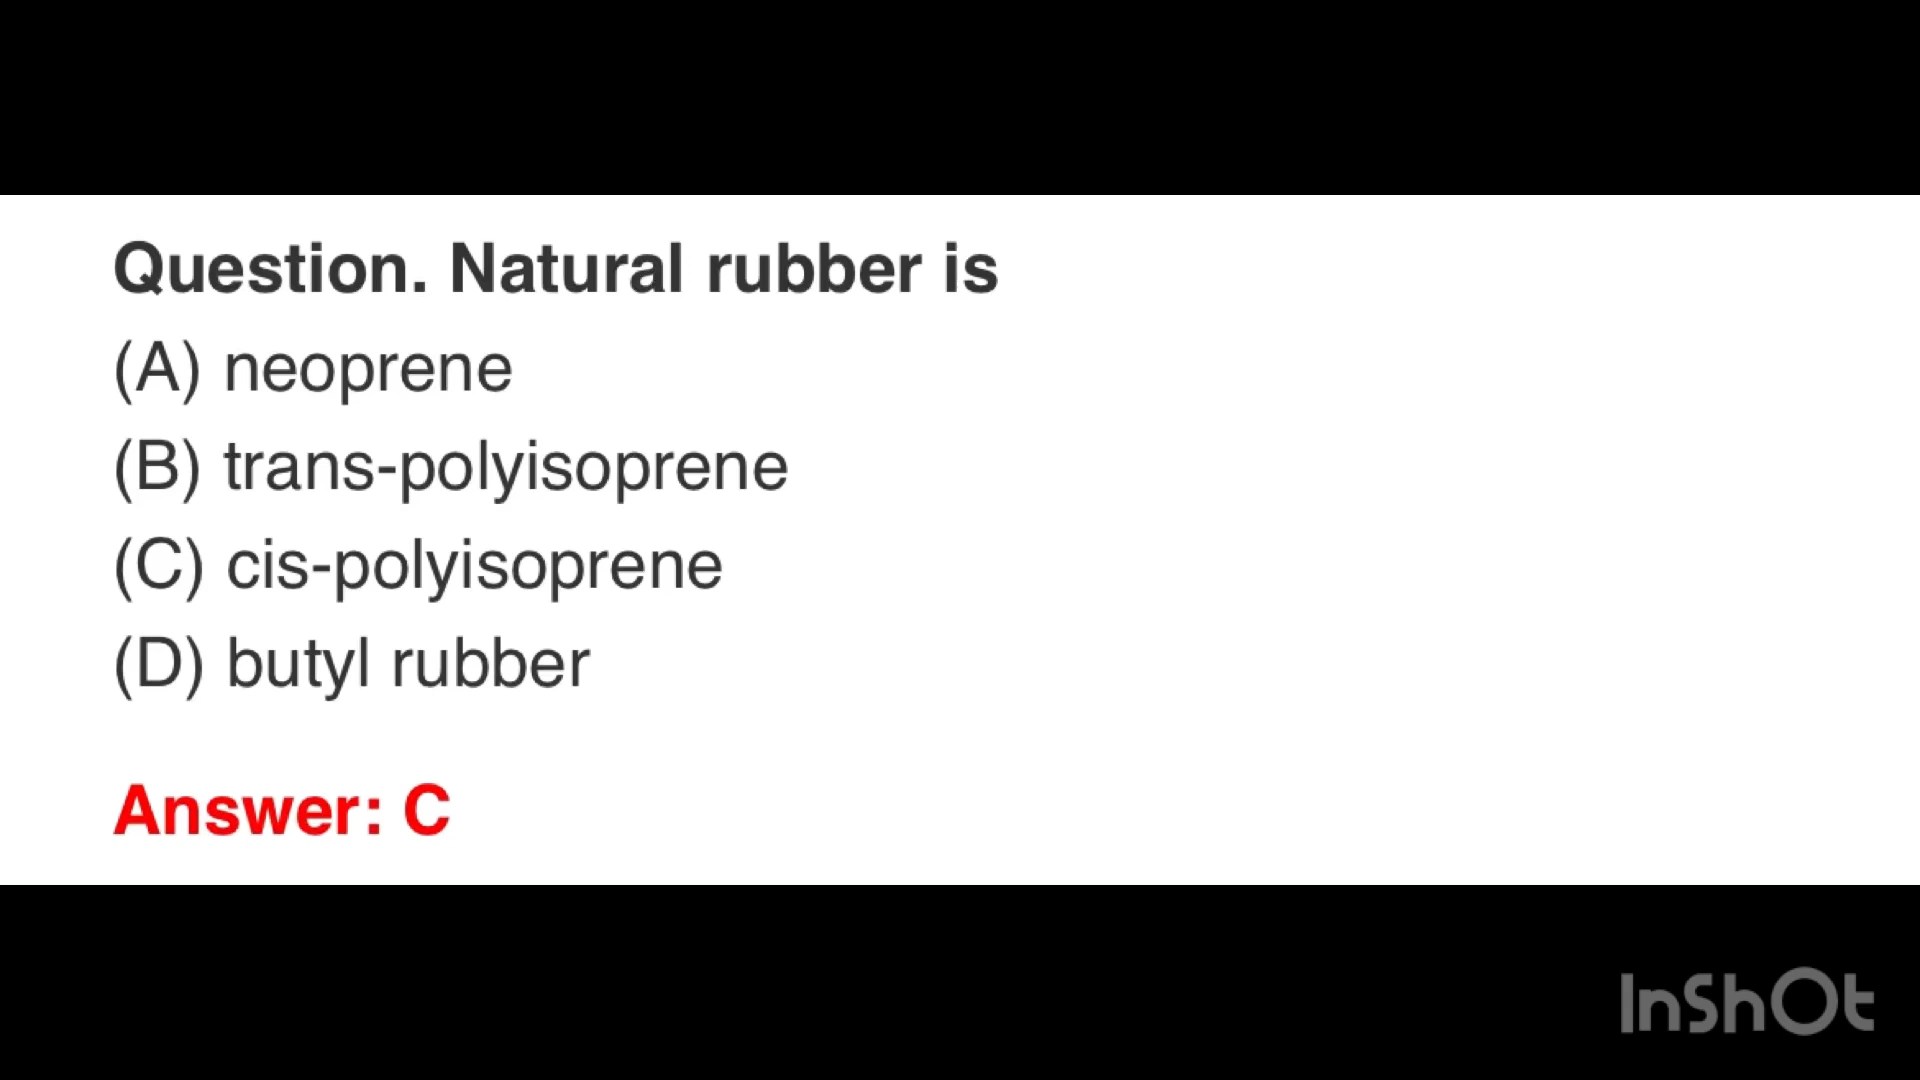 Question. Natural rubber is
(A) neoprene
(B) trans-polyisoprene
(C) cis-polyisoprene
(D) butyl rubber
Answer: C
InShOt